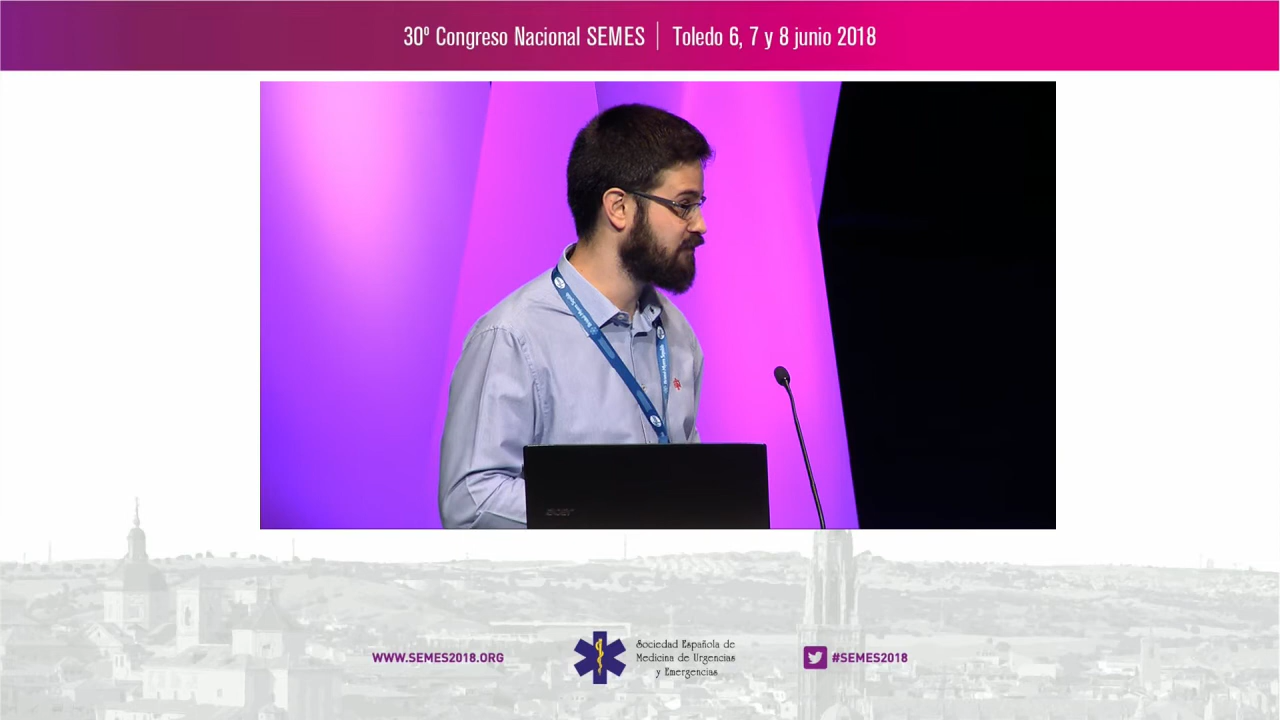 30º Congreso Nacional SEMES | Toledo 6, 7 y 8 junio 2018
acer
WWW.SEMES2018.ORG
Sociedad Española de
Medicina de Urgencias
y Emergencias
#SEMES2018